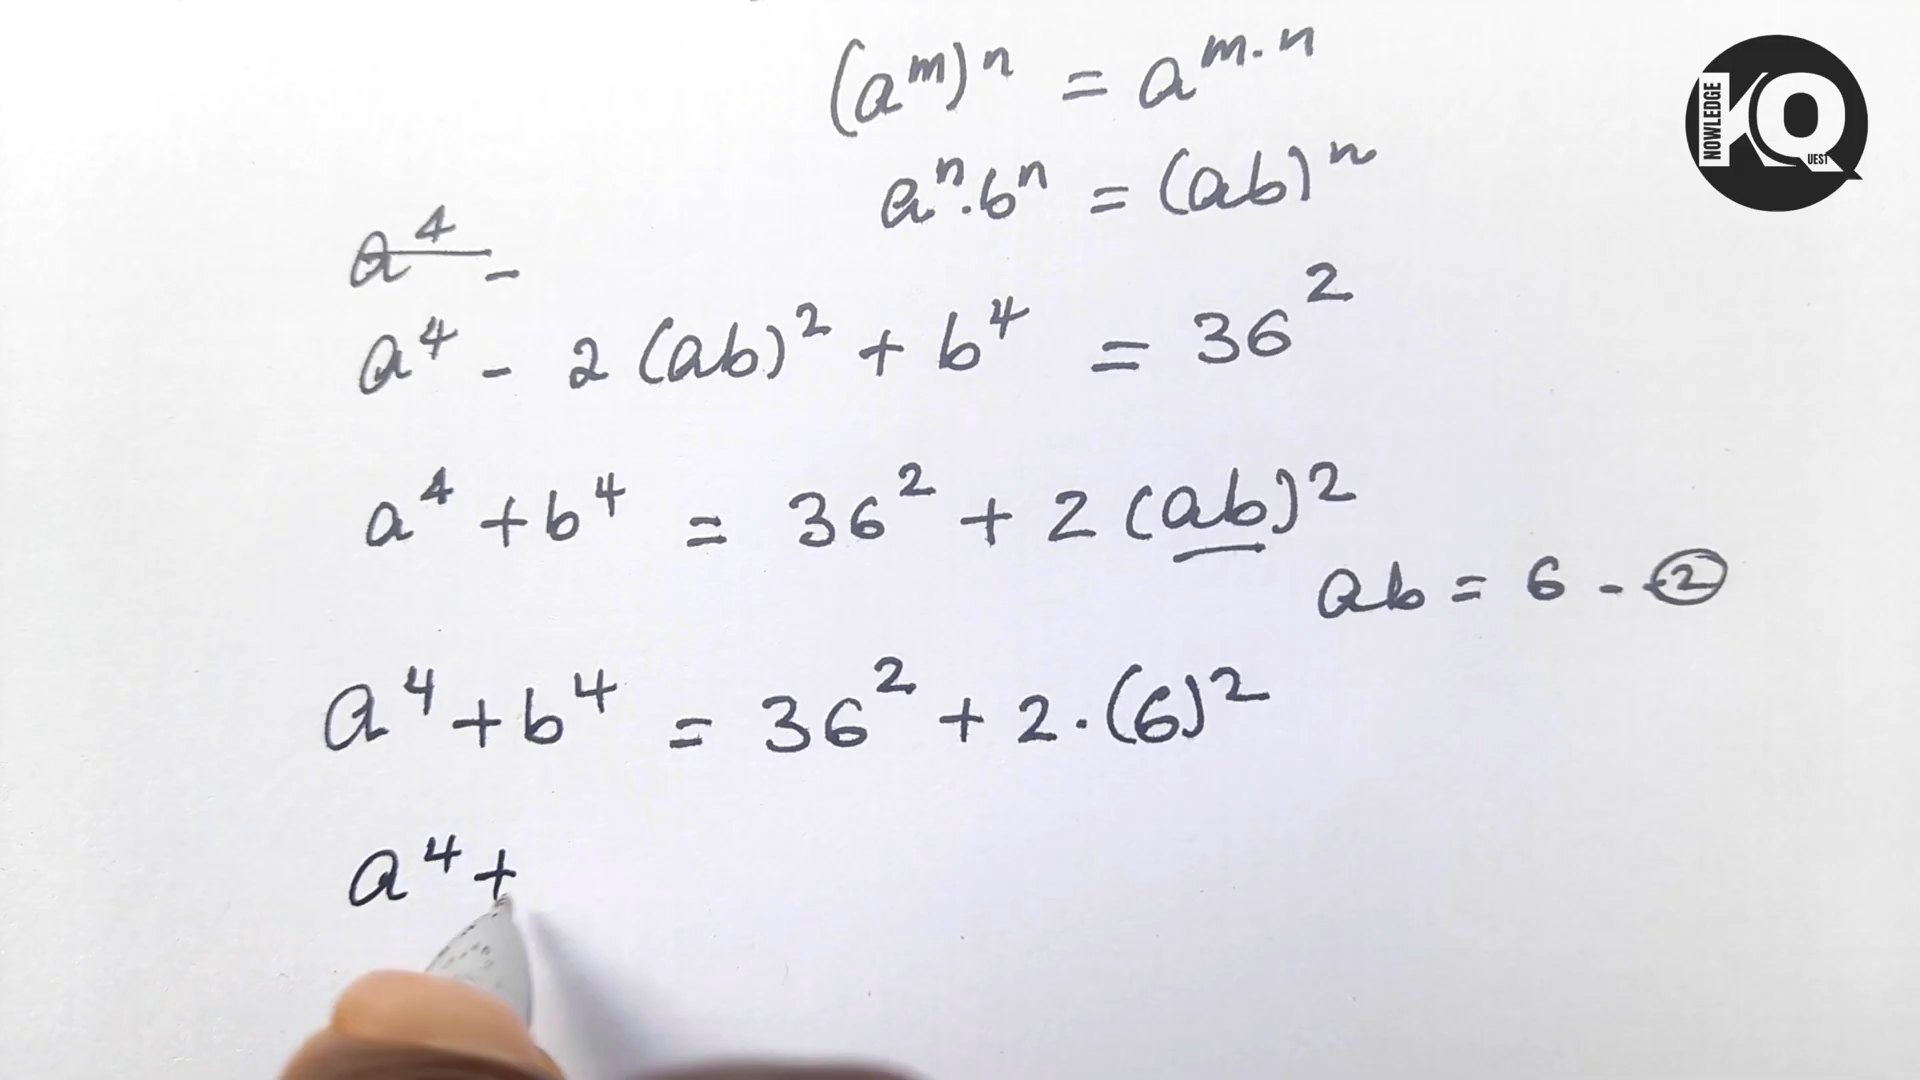 (a^m)^n = a^{m·n}
a^n·b^n = (ab)^n
KNOWLEDGE QUEST
a^4 -
a^4 - 2(ab)^2 + b^4 = 36^2
a^4 + b^4 = 36^2 + 2(ab)^2
ab = 6 - ②
a^4 + b^4 = 36^2 + 2·(6)^2
a^4 +